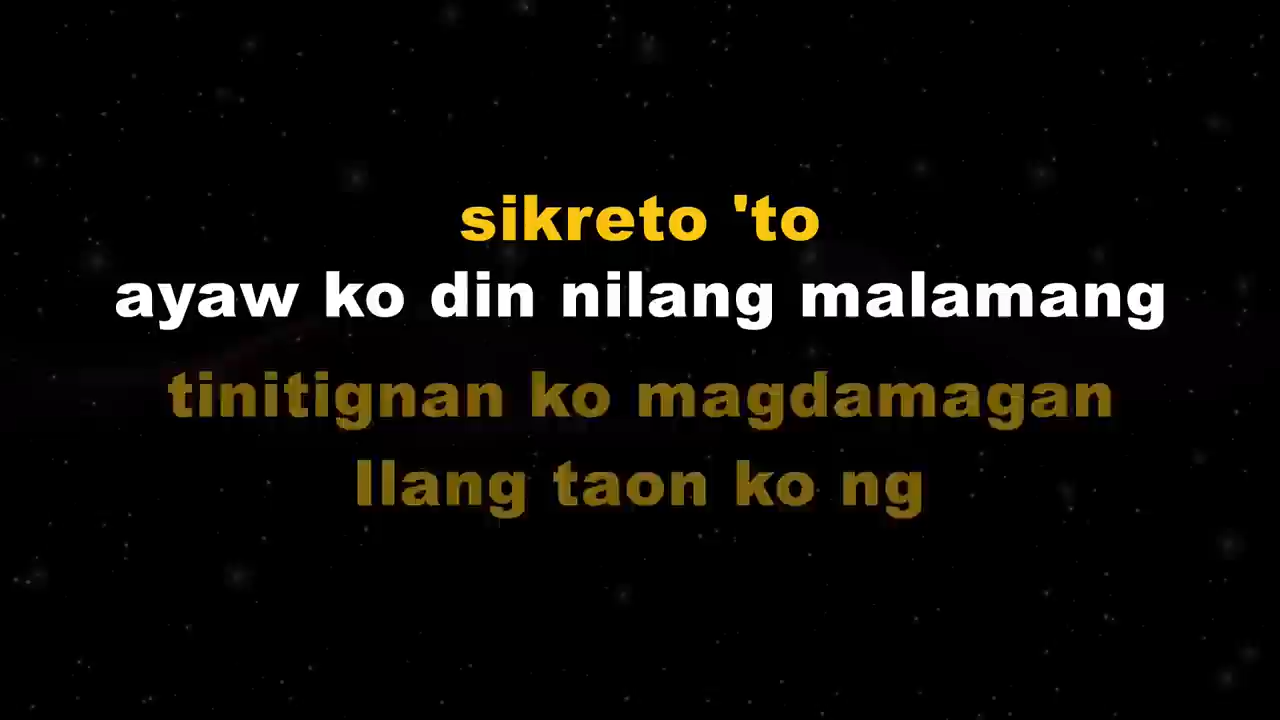 sikreto 'to
ayaw ko din nilang malamang
tinitignan ko magdamagan
Ilang taon ko ng